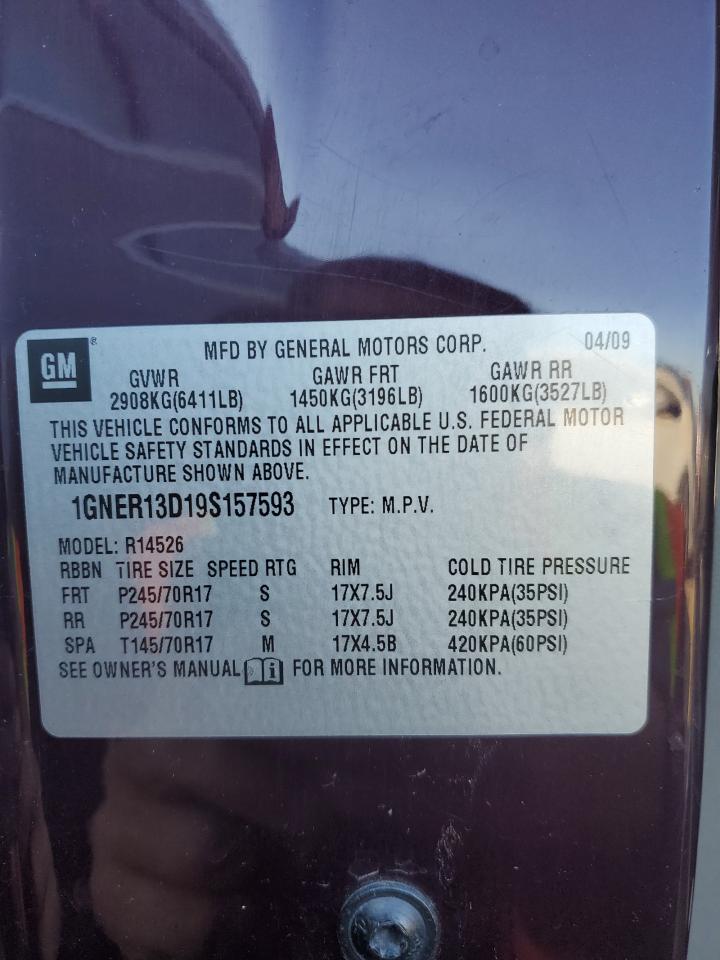 GM ® MFD BY GENERAL MOTORS CORP. 04/09
GVWR GAWR FRT GAWR RR
2908KG(6411LB) 1450KG(3196LB) 1600KG(3527LB)
THIS VEHICLE CONFORMS TO ALL APPLICABLE U.S. FEDERAL MOTOR
VEHICLE SAFETY STANDARDS IN EFFECT ON THE DATE OF
MANUFACTURE SHOWN ABOVE.
1GNER13D19S157593 TYPE: M.P.V.
MODEL: R14526
RBBN TIRE SIZE SPEED RTG RIM COLD TIRE PRESSURE
FRT P245/70R17 S 17X7.5J 240KPA(35PSI)
RR P245/70R17 S 17X7.5J 240KPA(35PSI)
SPA T145/70R17 M 17X4.5B 420KPA(60PSI)
SEE OWNER'S MANUAL i FOR MORE INFORMATION.